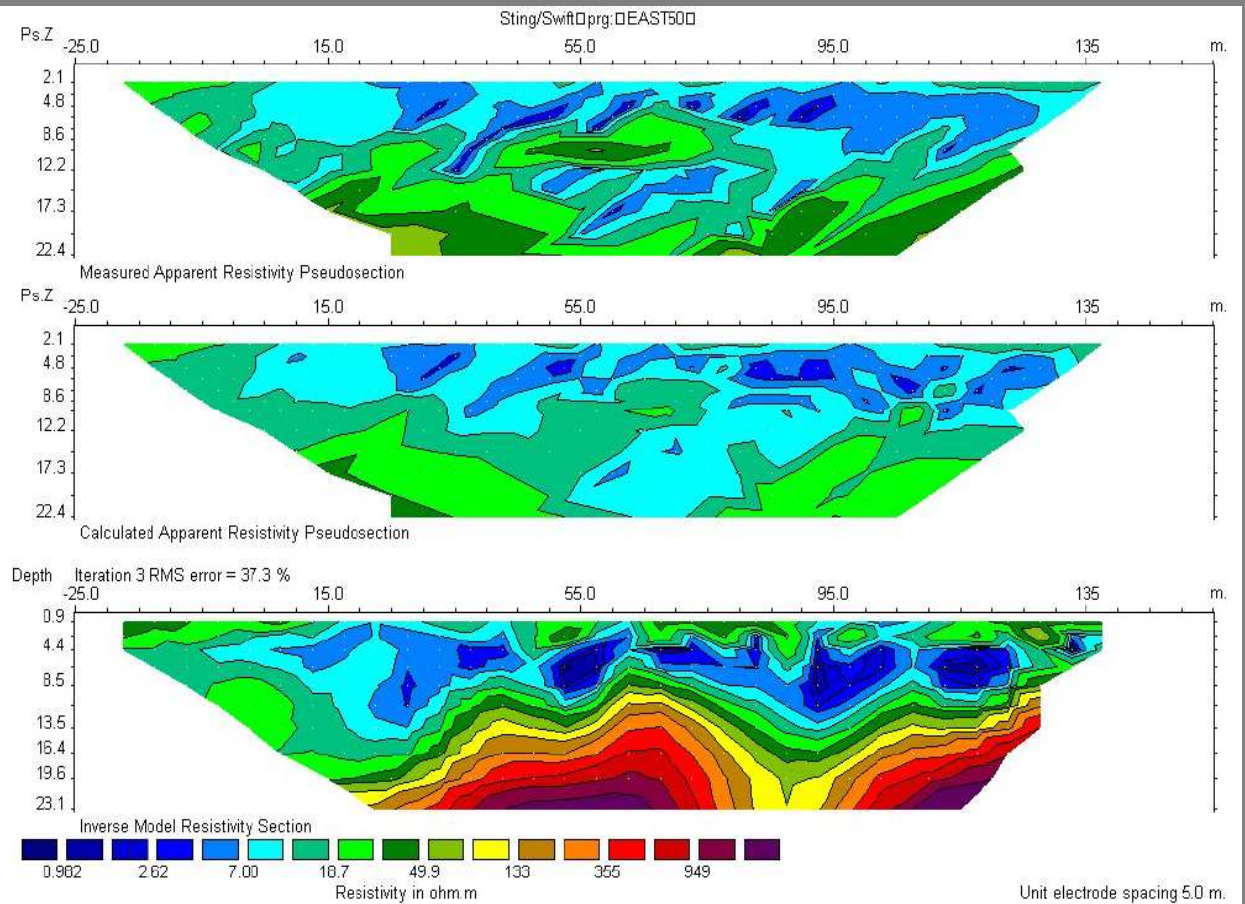 Sting/Swift□prg:□EAST50□
Ps.Z -25.0 15.0 55.0 95.0 135 m.
2.1
4.8
8.6
12.2
17.3
22.4
Measured Apparent Resistivity Pseudosection
Ps.Z -25.0 15.0 55.0 95.0 135 m.
2.1
4.8
8.6
12.2
17.3
22.4
Calculated Apparent Resistivity Pseudosection
Depth Iteration 3 RMS error = 37.3 %
-25.0 15.0 55.0 95.0 135 m.
0.9
4.4
8.5
13.5
16.4
19.6
23.1
Inverse Model Resistivity Section
0.982 2.62 7.00 18.7 49.9 133 355 949
Resistivity in ohm.m Unit electrode spacing 5.0 m.